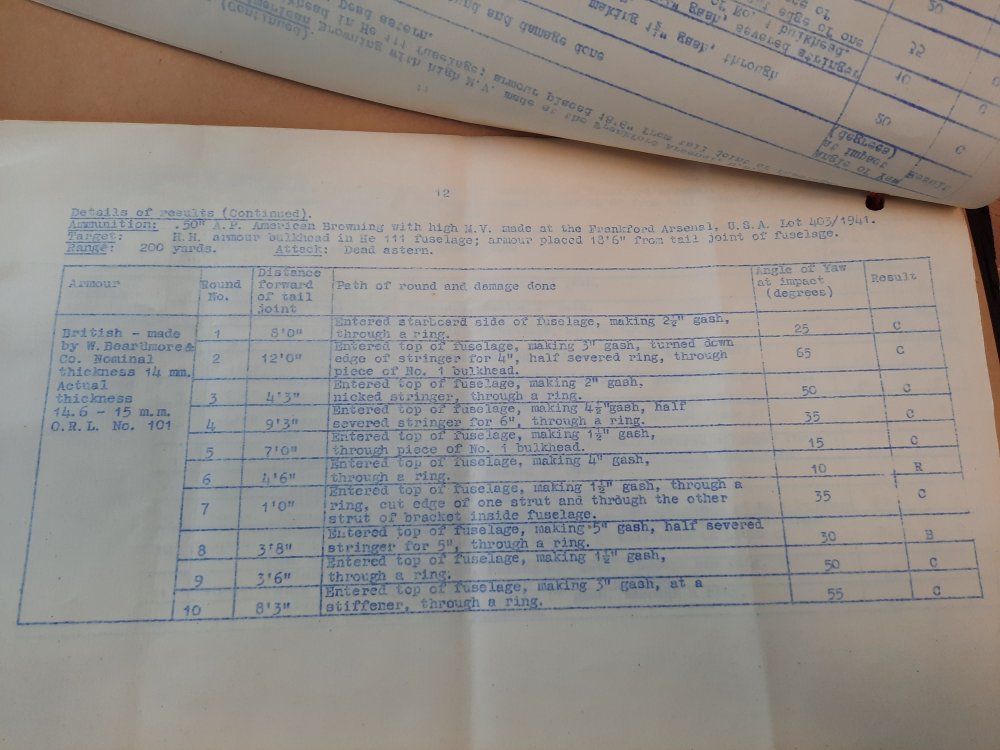 12
Details of results (Continued).
Ammunition: .50" A.P. American Browning with high M.V. made at the Frankford Arsenal, U.S.A. Lot 403/1941.
Target: H.H. armour bulkhead in He 111 fuselage; armour placed 18'6" from tail joint of fuselage.
Range: 200 yards. Attack: Dead astern.
Armour
Round
No.
Distance
forward
of tail
joint
Path of round and damage done
Angle of Yaw
at impact
(degrees)
Result
British - made
by W. Beardmore &
Co. Nominal
thickness 14 mm.
Actual
thickness
14.6 - 15 m.m.
O.R.L. No. 101
1 8'0" Entered starboard side of fuselage, making 2½" gash, 25 C
through a ring.
2 12'0" Entered top of fuselage, making 3" gash, turned down 65 C
edge of stringer for 4", half severed ring, through
piece of No. 1 bulkhead.
3 4'3" Entered top of fuselage, making 2" gash, 50 C
nicked stringer, through a ring.
4 9'3" Entered top of fuselage, making 4½"gash, half 35 C
severed stringer for 6", through a ring.
5 7'0" Entered top of fuselage, making 1½" gash, 15 C
through piece of No. 1 bulkhead.
6 4'6" Entered top of fuselage, making 4" gash, 10 R
through a ring.
7 1'0" Entered top of fuselage, making 1½" gash, through a 35 C
ring, cut edge of one strut and through the other
strut of bracket inside fuselage.
8 3'8" Entered top of fuselage, making 5" gash, half severed 30 B
stringer for 5", through a ring.
9 3'6" Entered top of fuselage, making 1½" gash, 50 C
through a ring.
10 8'3" Entered top of fuselage, making 3" gash, at a 55 C
stiffener, through a ring.